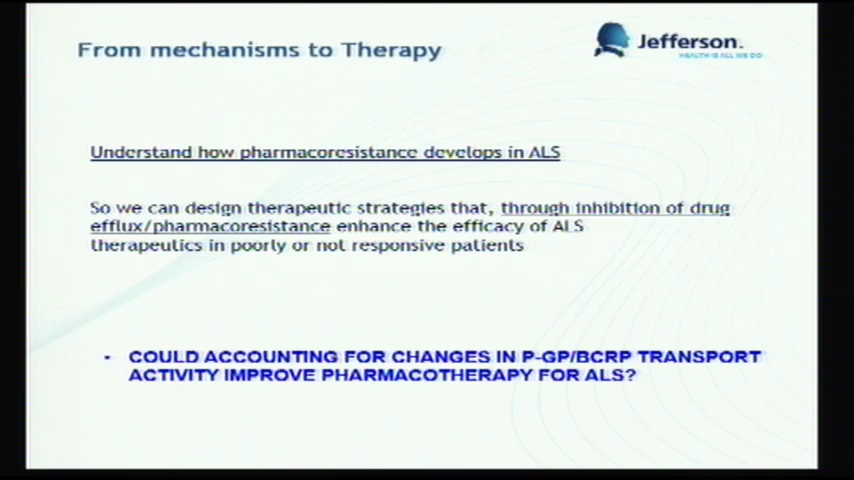 From mechanisms to Therapy
Jefferson.
HEALTH IS ALL WE DO
Understand how pharmacoresistance develops in ALS
So we can design therapeutic strategies that, through inhibition of drug
efflux/pharmacoresistance enhance the efficacy of ALS
therapeutics in poorly or not responsive patients
• COULD ACCOUNTING FOR CHANGES IN P-GP/BCRP TRANSPORT
ACTIVITY IMPROVE PHARMACOTHERAPY FOR ALS?